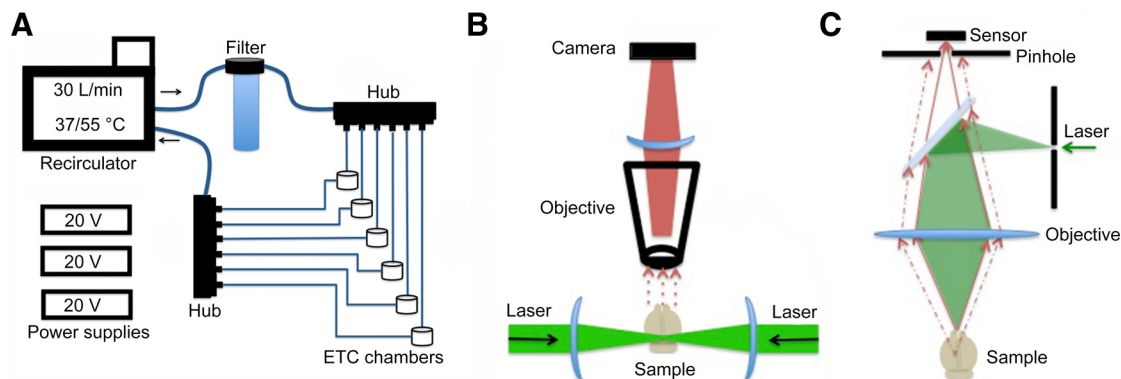 A
Filter
30 L/min
37/55 °C
Recirculator
Hub
20 V
20 V
20 V
Power supplies
Hub
ETC chambers
B
Camera
Objective
Laser
Laser
Sample
C
Sensor
Pinhole
Laser
Objective
Sample